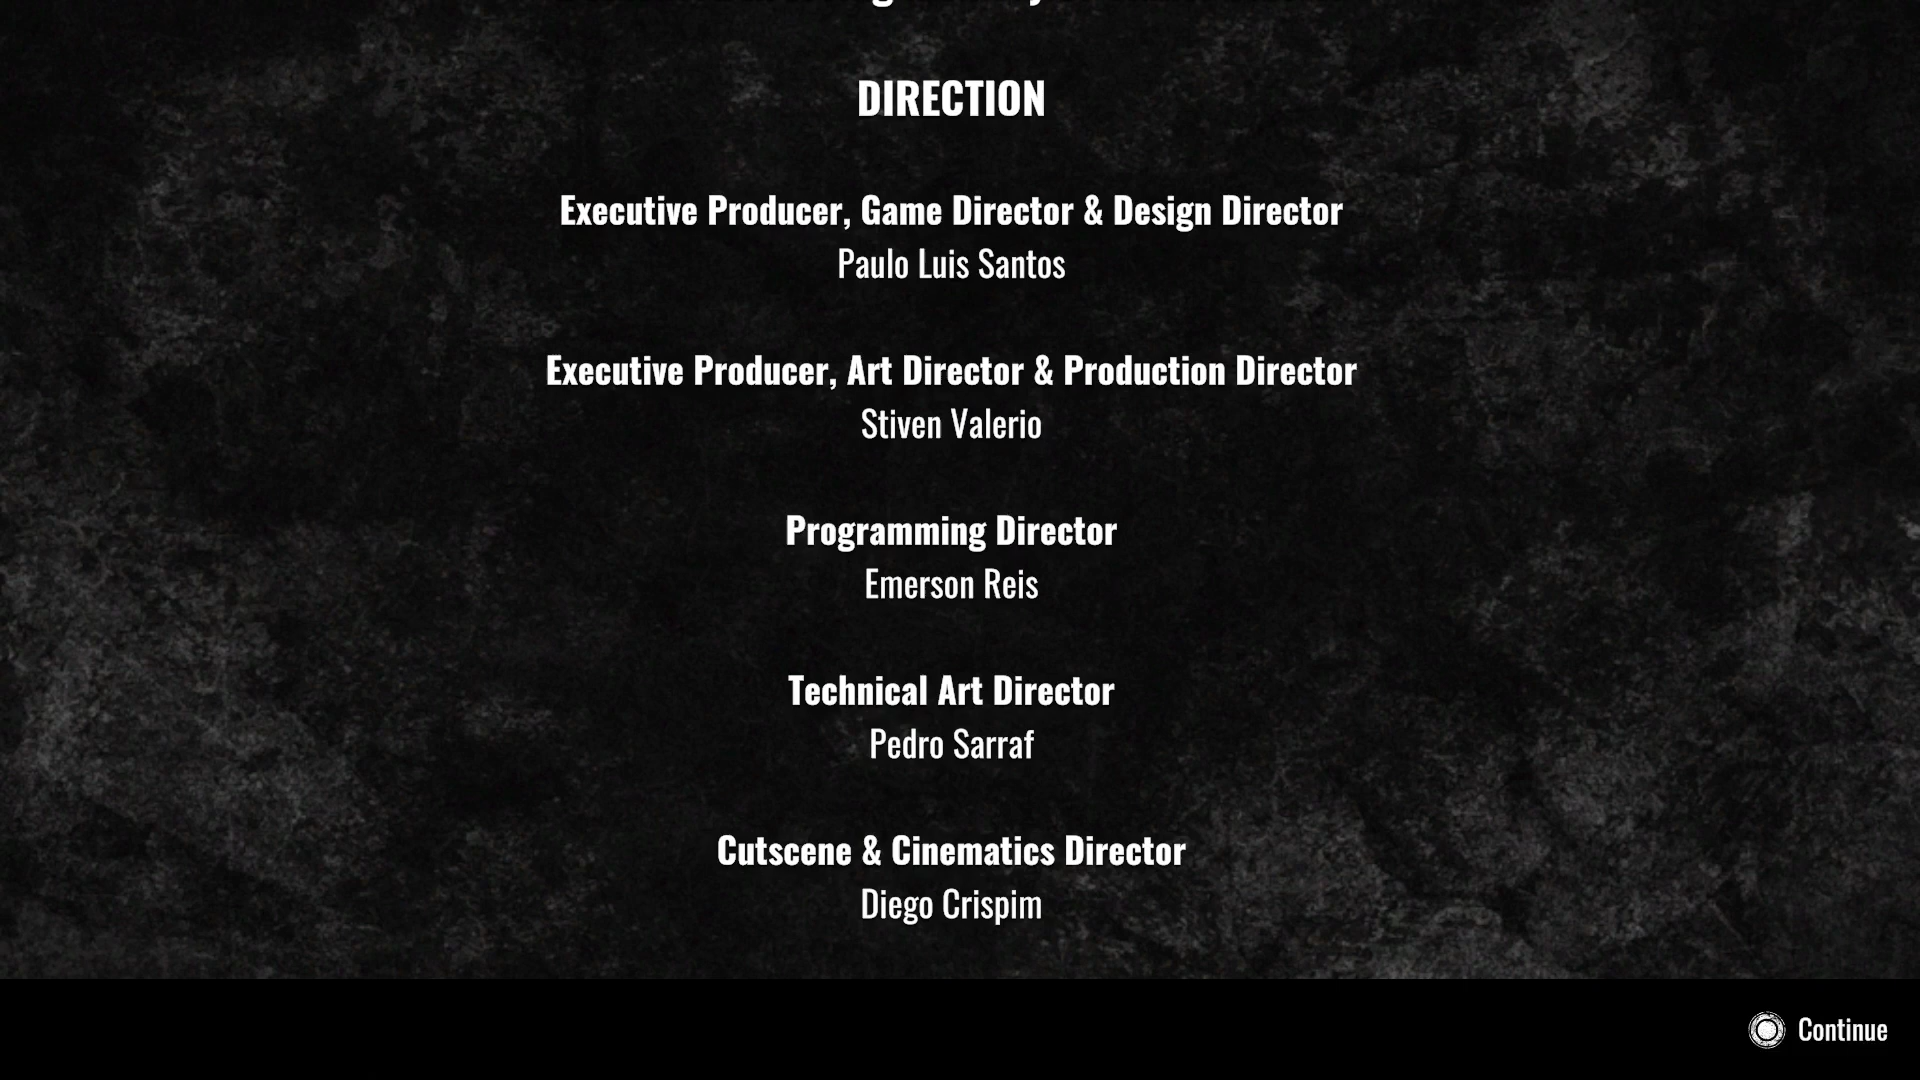 DIRECTION
Executive Producer, Game Director & Design Director
Paulo Luis Santos
Executive Producer, Art Director & Production Director
Stiven Valerio
Programming Director
Emerson Reis
Technical Art Director
Pedro Sarraf
Cutscene & Cinematics Director
Diego Crispim
Continue